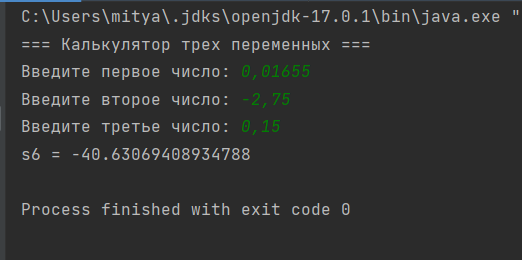 C:\Users\mitya\.jdks\openjdk-17.0.1\bin\java.exe "
=== Калькулятор трех переменных ===
Введите первое число: 0,01655
Введите второе число: -2,75
Введите третье число: 0,15
s6 = -40.63069408934788
Process finished with exit code 0